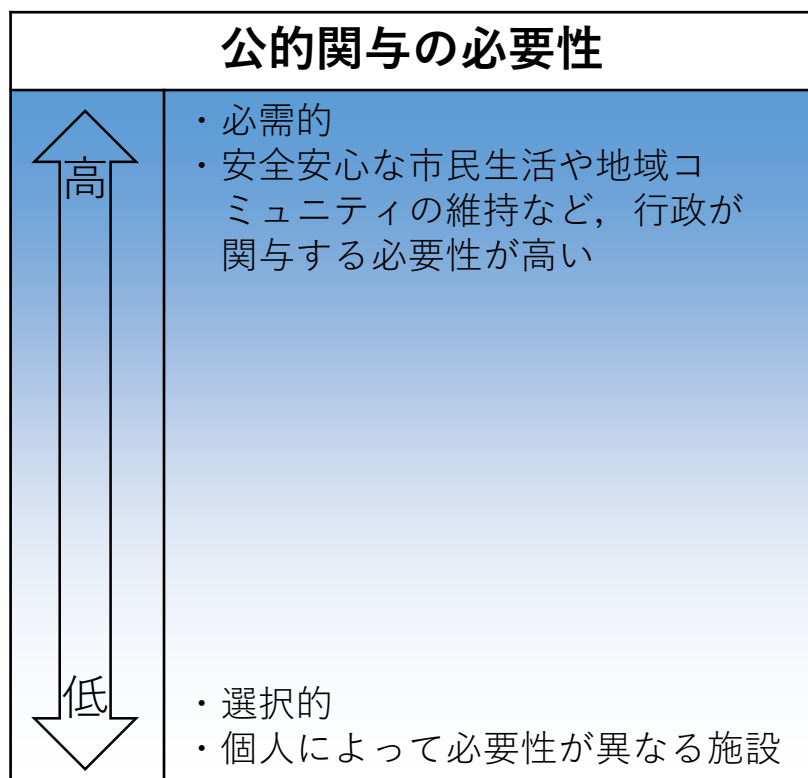 公的関与の必要性
高
・必需的
・安全安心な市民生活や地域コ
ミュニティの維持など，行政が
関与する必要性が高い
低
・選択的
・個人によって必要性が異なる施設